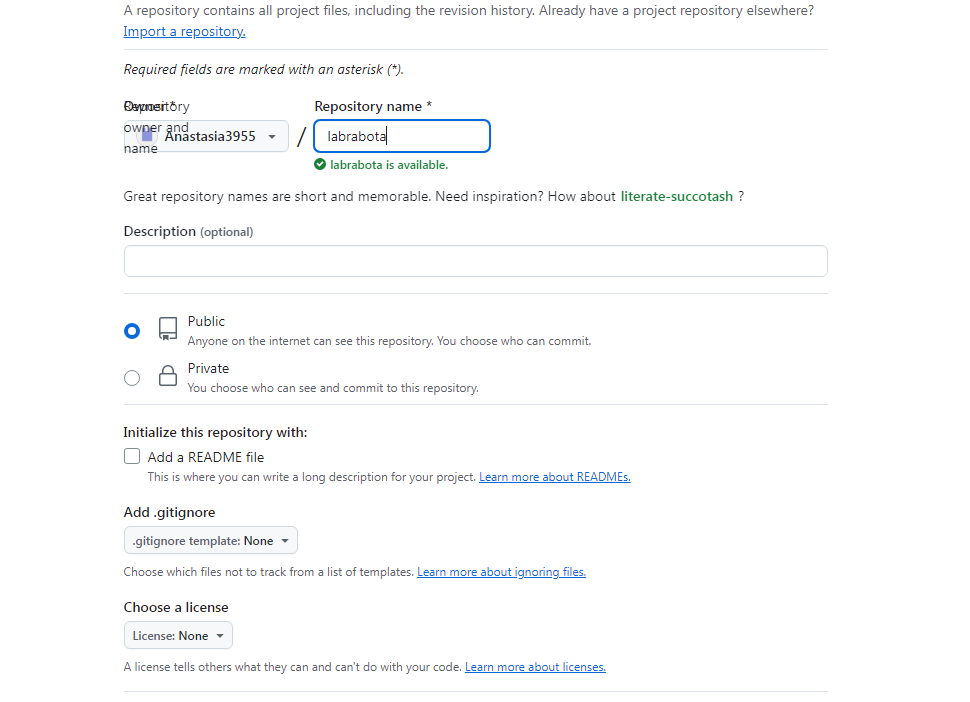 A repository contains all project files, including the revision history. Already have a project repository elsewhere?
Import a repository.
Required fields are marked with an asterisk (*).
Owner *
Repository
owner and
name
Anastasia3955
/
Repository name *
labrabota
labrabota is available.
Great repository names are short and memorable. Need inspiration? How about literate-succotash ?
Description (optional)
Public
Anyone on the internet can see this repository. You choose who can commit.
Private
You choose who can see and commit to this repository.
Initialize this repository with:
Add a README file
This is where you can write a long description for your project. Learn more about READMEs.
Add .gitignore
.gitignore template: None
Choose which files not to track from a list of templates. Learn more about ignoring files.
Choose a license
License: None
A license tells others what they can and can't do with your code. Learn more about licenses.